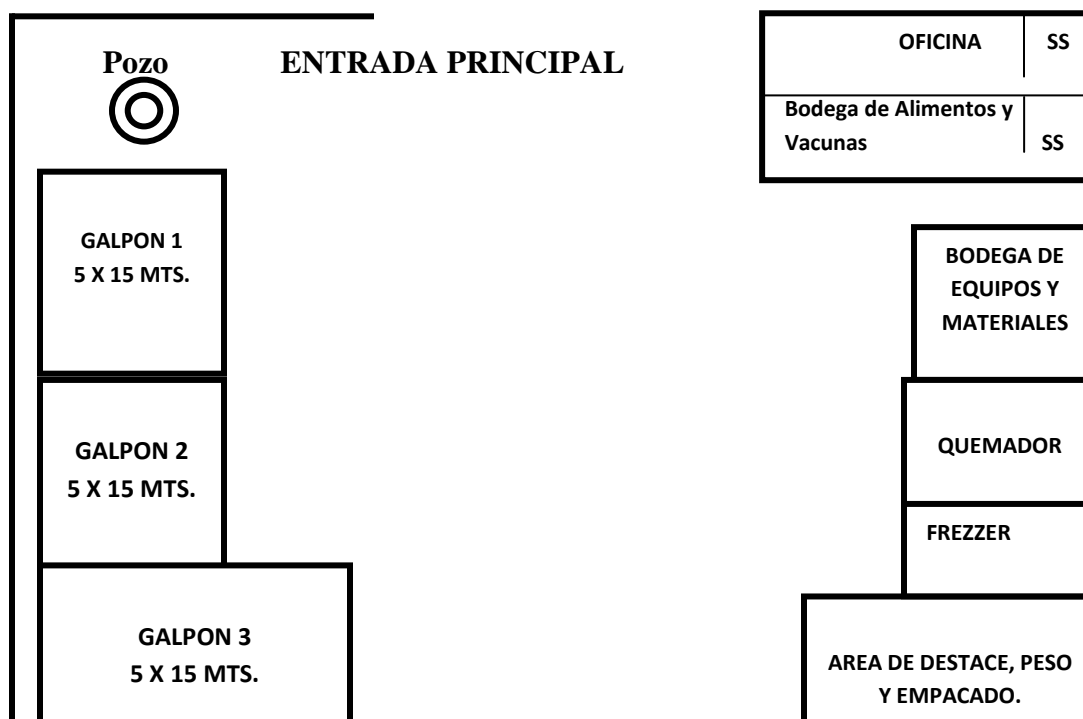 Pozo
ENTRADA PRINCIPAL
OFICINA
SS
Bodega de Alimentos y
Vacunas
SS
GALPON 1
5 X 15 MTS.
BODEGA DE
EQUIPOS Y
MATERIALES
GALPON 2
5 X 15 MTS.
QUEMADOR
FREZZER
GALPON 3
5 X 15 MTS.
AREA DE DESTACE, PESO
Y EMPACADO.